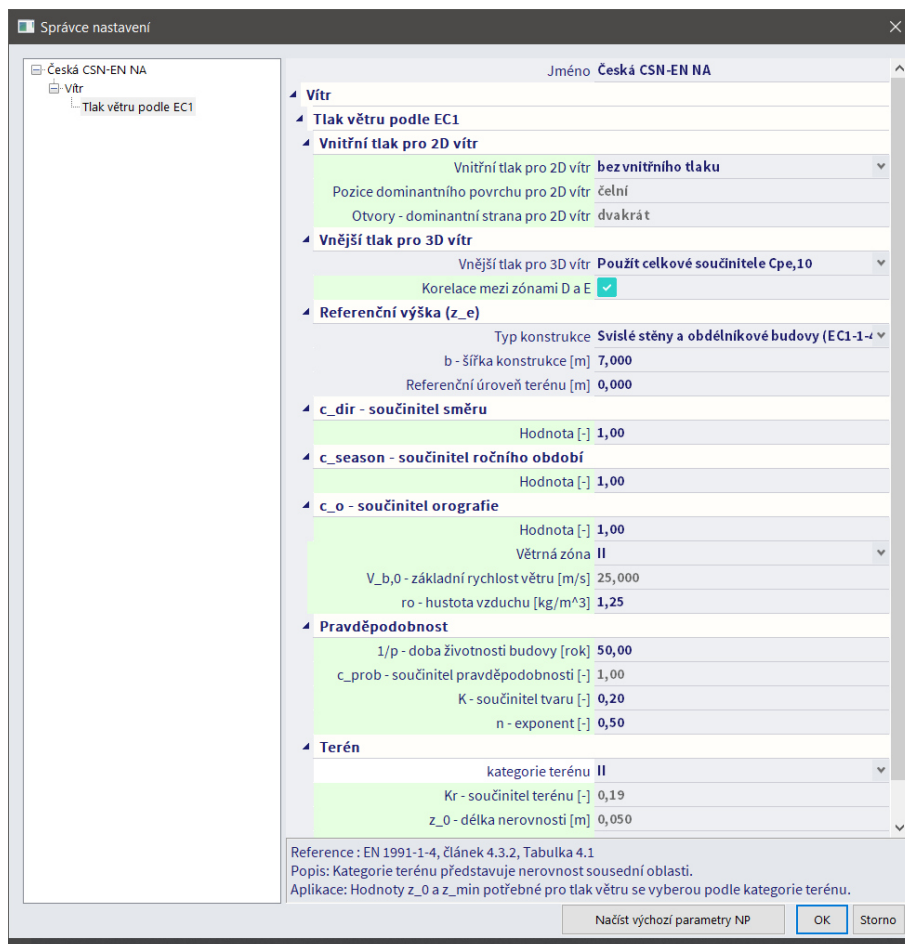 Správce nastavení
Česká CSN-EN NA
Vítr
Tlak větru podle EC1
Jméno Česká CSN-EN NA
Vítr
Tlak větru podle EC1
Vnitřní tlak pro 2D vítr
Vnitřní tlak pro 2D vítr bez vnitřního tlaku
Pozice dominantního povrchu pro 2D vítr čelní
Otvory - dominantní strana pro 2D vítr dvakrát
Vnější tlak pro 3D vítr
Vnější tlak pro 3D vítr Použít celkové součinitele Cpe,10
Korelace mezi zónami D a E
Referenční výška (z_e)
Typ konstrukce Svislé stěny a obdélníkové budovy (EC1-1-4
b - šířka konstrukce [m] 7,000
Referenční úroveň terénu [m] 0,000
c_dir - součinitel směru
Hodnota [-] 1,00
c_season - součinitel ročního období
Hodnota [-] 1,00
c_o - součinitel orografie
Hodnota [-] 1,00
Větrná zóna II
V_b,0 - základní rychlost větru [m/s] 25,000
ro - hustota vzduchu [kg/m^3] 1,25
Pravděpodobnost
1/p - doba životnosti budovy [rok] 50,00
c_prob - součinitel pravděpodobnosti [-] 1,00
K - součinitel tvaru [-] 0,20
n - exponent [-] 0,50
Terén
kategorie terénu II
Kr - součinitel terénu [-] 0,19
z_0 - délka nerovnosti [m] 0,050
Reference : EN 1991-1-4, článek 4.3.2, Tabulka 4.1
Popis: Kategorie terénu představuje nerovnost sousední oblasti.
Aplikace: Hodnoty z_0 a z_min potřebné pro tlak větru se vyberou podle kategorie terénu.
Načíst výchozí parametry NP OK Storno